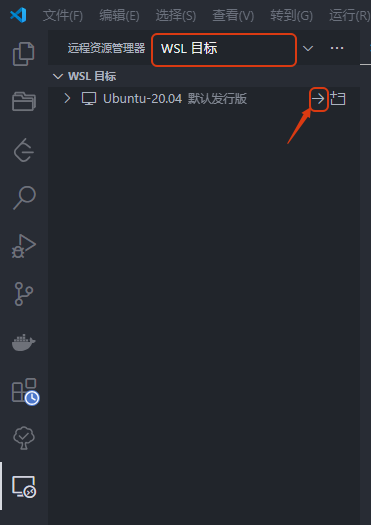 文件(F) 编辑(E) 选择(S) 查看(V) 转到(G) 运行(R)
远程资源管理器 WSL 目标
WSL 目标
Ubuntu-20.04 默认发行版